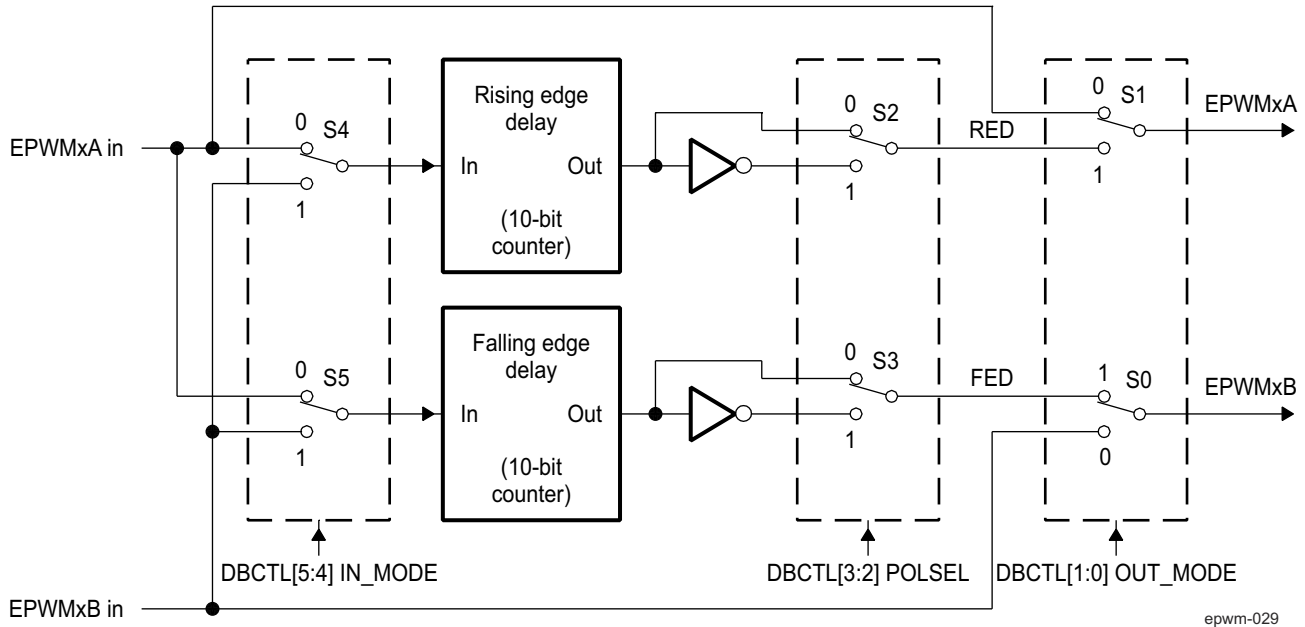 0
S1
EPWMxA
Rising edge
delay
0
S2
RED
0
S4
EPWMxA in
In
Out
1
1
1
(10-bit
counter)
Falling edge
delay
0
S3
FED
1
S0
EPWMxB
0
S5
In
Out
1
1
0
(10-bit
counter)
DBCTL[5:4] IN_MODE
DBCTL[3:2] POLSEL
DBCTL[1:0] OUT_MODE
EPWMxB in
epwm-029